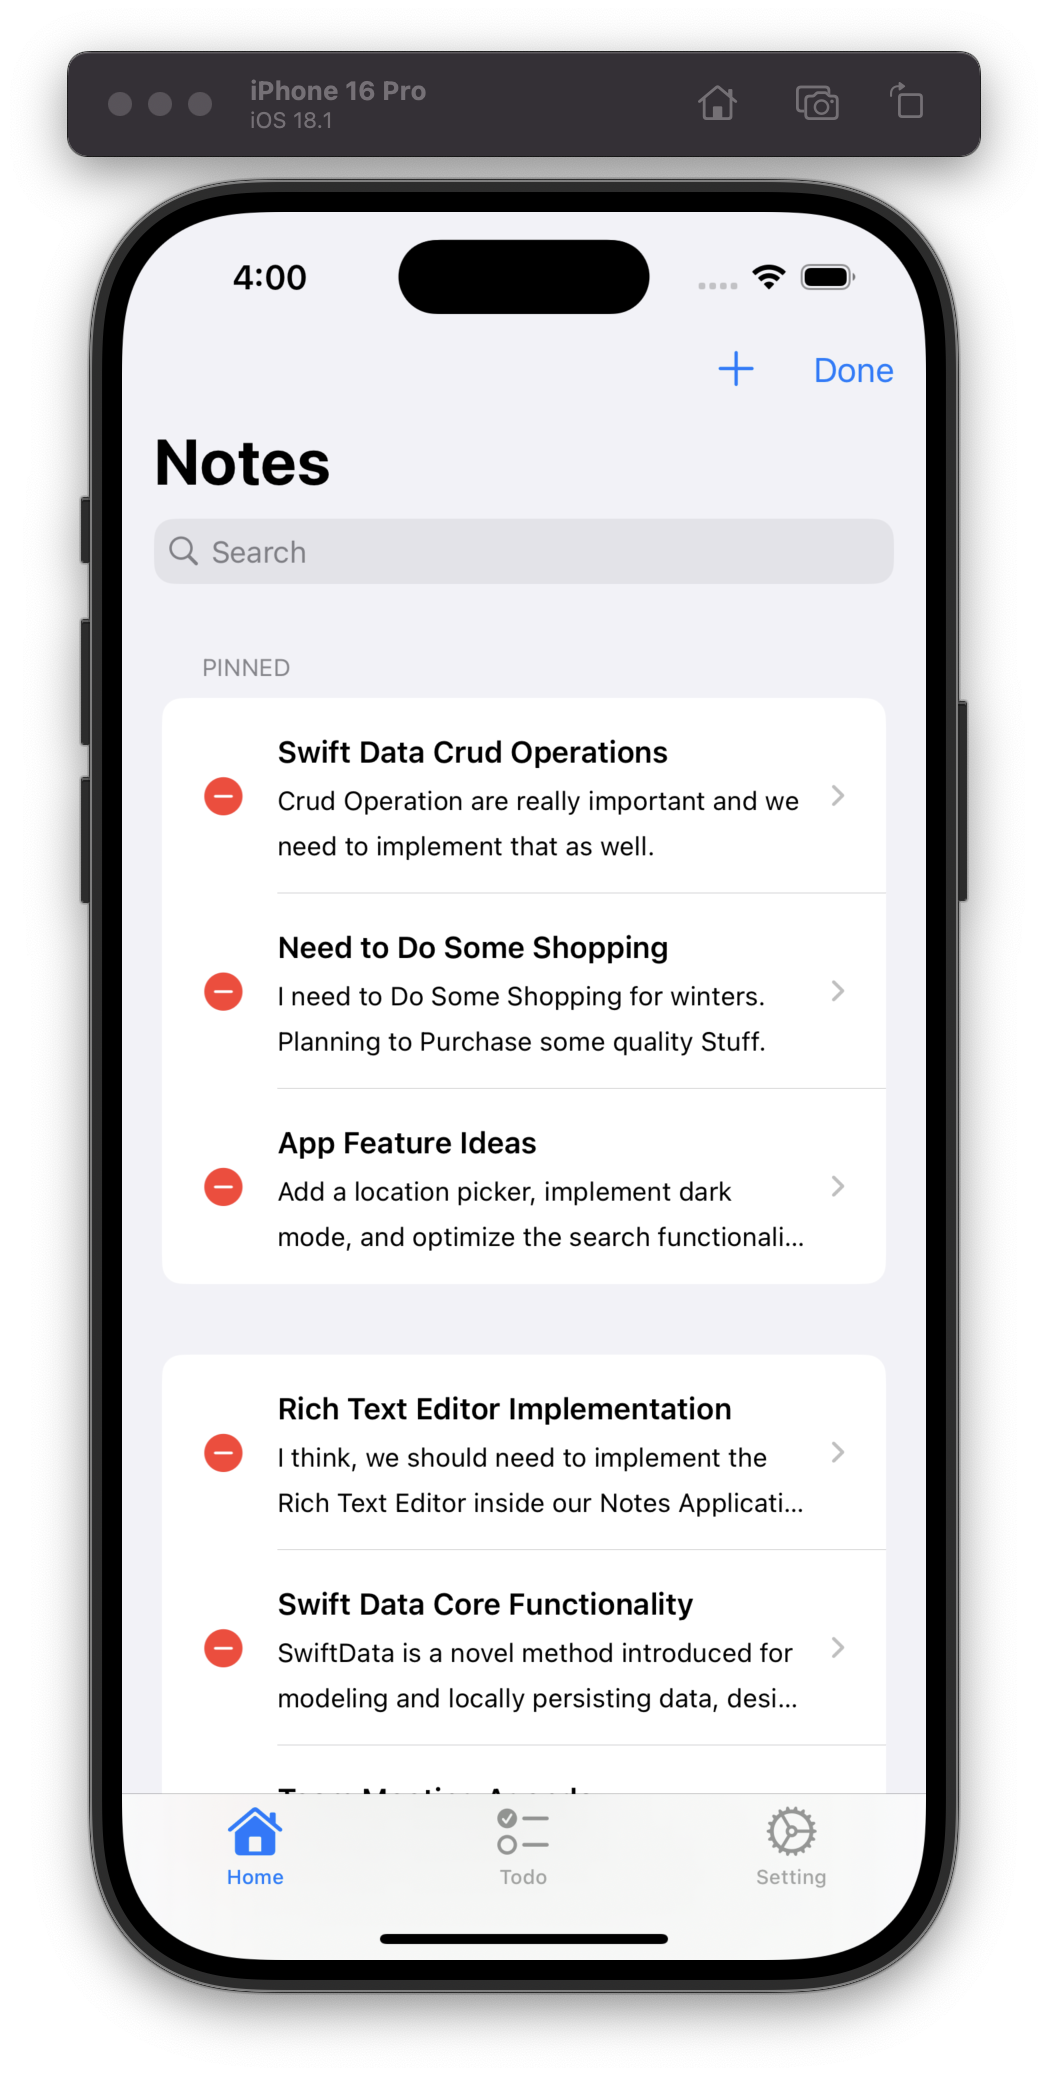 iPhone 16 Pro
iOS 18.1
4:00
Done
Notes
Search
PINNED
Swift Data Crud Operations
Crud Operation are really important and we
need to implement that as well.
Need to Do Some Shopping
I need to Do Some Shopping for winters.
Planning to Purchase some quality Stuff.
App Feature Ideas
Add a location picker, implement dark
mode, and optimize the search functionali...
Rich Text Editor Implementation
I think, we should need to implement the
Rich Text Editor inside our Notes Applicati...
Swift Data Core Functionality
SwiftData is a novel method introduced for
modeling and locally persisting data, desi...
Team Meeting Agenda
Home
Todo
Setting